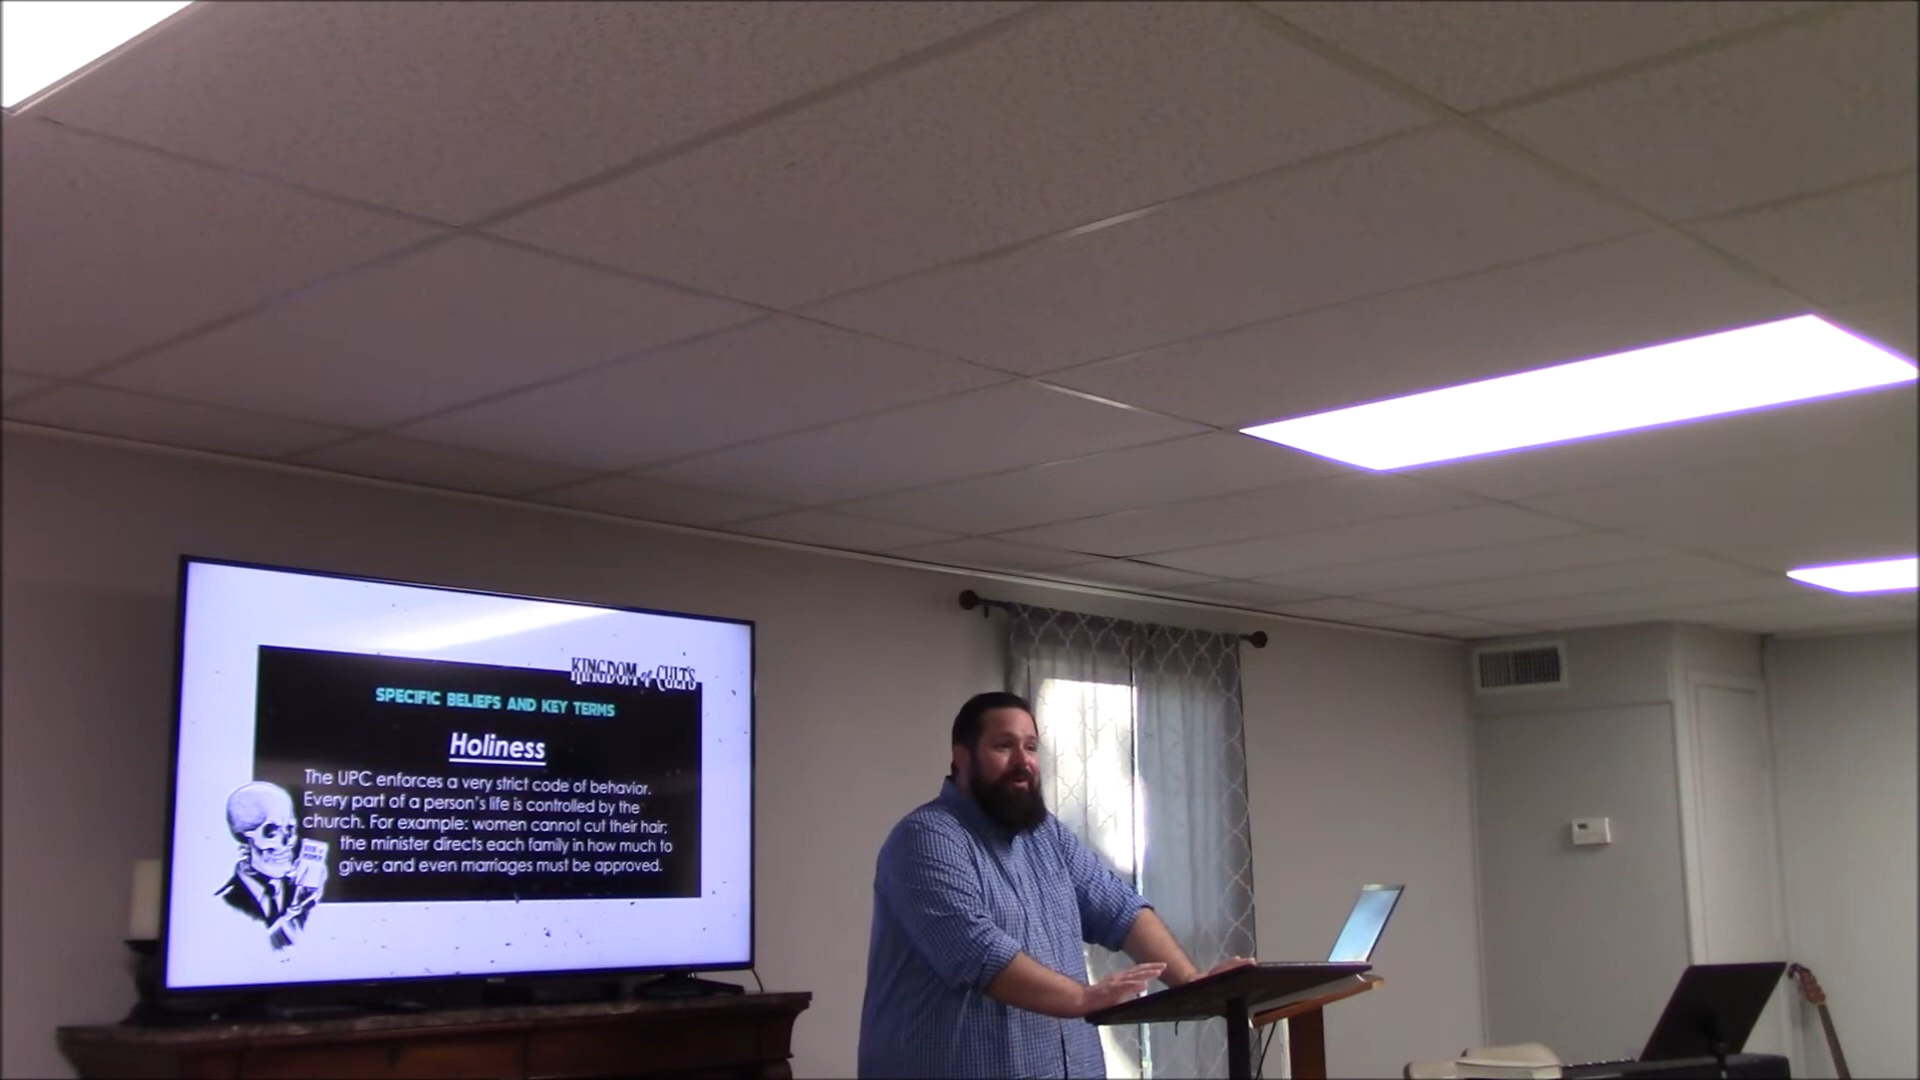 KINGDOM of CULTS
SPECIFIC BELIEFS AND KEY TERMS
Holiness
The UPC enforces a very strict code of behavior.
Every part of a person's life is controlled by the
church. For example: women cannot cut their hair;
the minister directs each family in how much to
give; and even marriages must be approved.